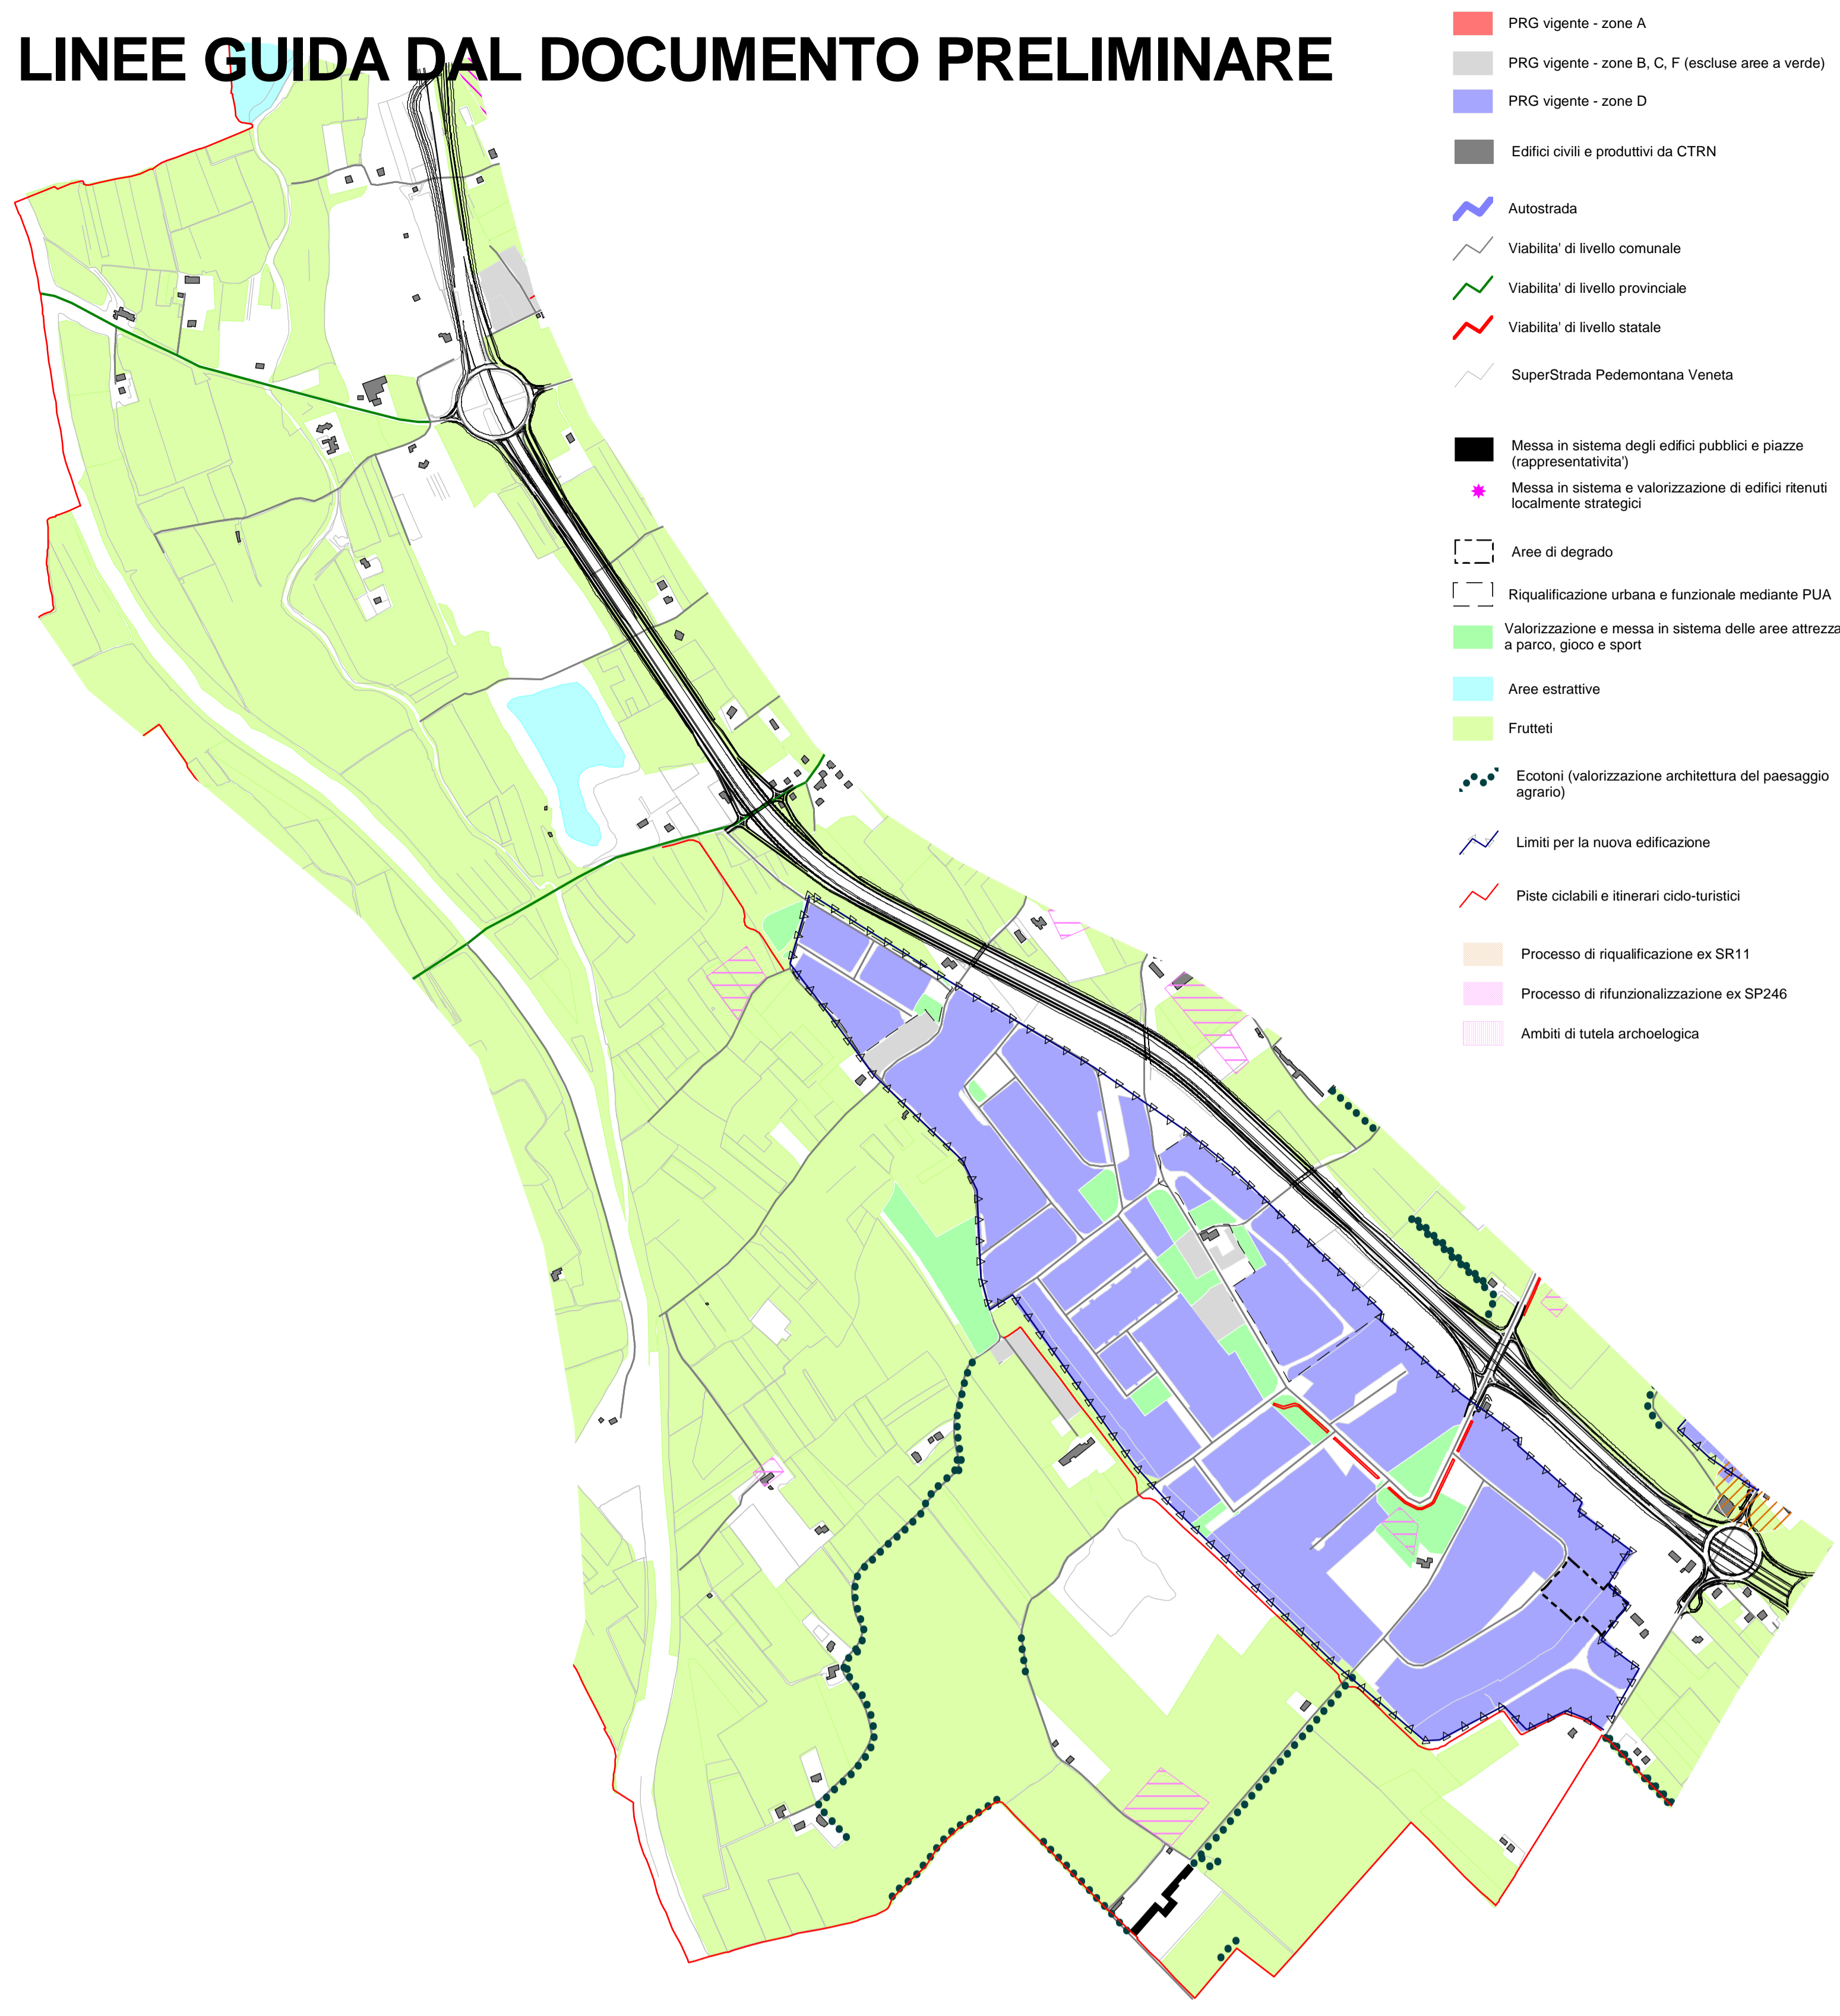 LINEE GUIDA DAL DOCUMENTO PRELIMINARE
PRG vigente - zone A
PRG vigente - zone B, C, F (escluse aree a verde)
PRG vigente - zone D
Edifici civili e produttivi da CTRN
Autostrada
Viabilita' di livello comunale
Viabilita' di livello provinciale
Viabilita' di livello statale
SuperStrada Pedemontana Veneta
Messa in sistema degli edifici pubblici e piazze
(rappresentativita')
Messa in sistema e valorizzazione di edifici ritenuti
localmente strategici
Aree di degrado
Riqualificazione urbana e funzionale mediante PUA
Valorizzazione e messa in sistema delle aree attrezza
a parco, gioco e sport
Aree estrattive
Frutteti
Ecotoni (valorizzazione architettura del paesaggio
agrario)
Limiti per la nuova edificazione
Piste ciclabili e itinerari ciclo-turistici
Processo di riqualificazione ex SR11
Processo di rifunzionalizzazione ex SP246
Ambiti di tutela archoelogica